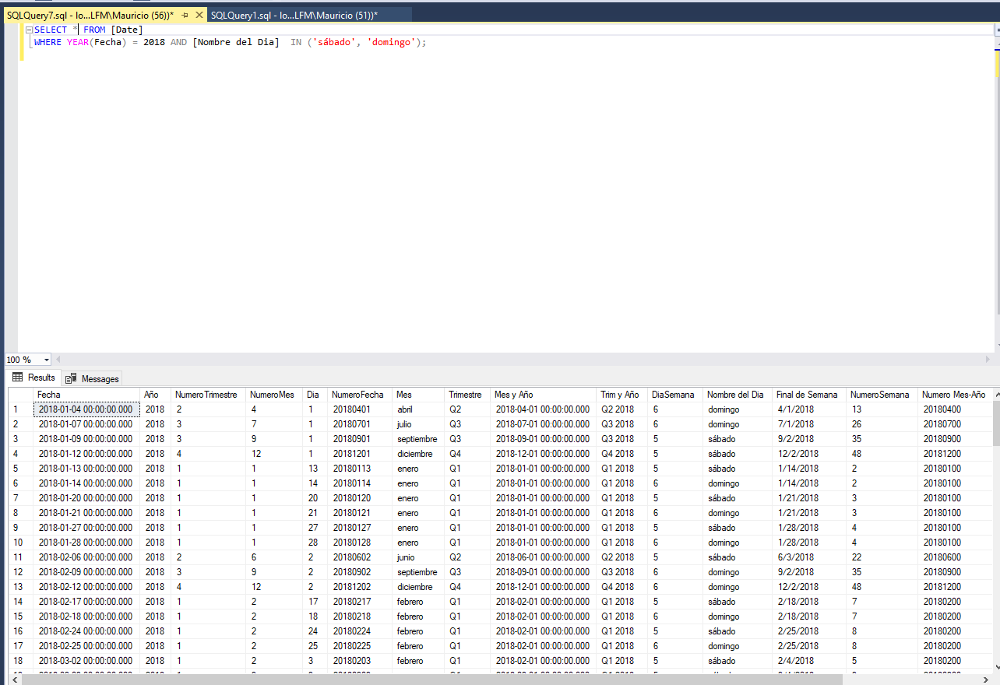 SQLQuery7.sql - lo...LFM\Mauricio (56))* SQLQuery1.sql - lo...LFM\Mauricio (51))*
SELECT * FROM [Date]
WHERE YEAR(Fecha) = 2018 AND [Nombre del Dia]  IN ('sábado', 'domingo');
100 %
Results Messages
Fecha Año NumeroTrimestre NumeroMes Dia NumeroFecha Mes Trimestre Mes y Año Trim y Año DiaSemana Nombre del Dia Final de Semana NumeroSemana Numero Mes-Año
1 2018-01-04 00:00:00.000 2018 2 4 1 20180401 abril Q2 2018-04-01 00:00:00.000 Q2 2018 6 domingo 4/1/2018 13 20180400
2 2018-01-07 00:00:00.000 2018 3 7 1 20180701 julio Q3 2018-07-01 00:00:00.000 Q3 2018 6 domingo 7/1/2018 26 20180700
3 2018-01-09 00:00:00.000 2018 3 9 1 20180901 septiembre Q3 2018-09-01 00:00:00.000 Q3 2018 5 sábado 9/2/2018 35 20180900
4 2018-01-12 00:00:00.000 2018 4 12 1 20181201 diciembre Q4 2018-12-01 00:00:00.000 Q4 2018 5 sábado 12/2/2018 48 20181200
5 2018-01-13 00:00:00.000 2018 1 1 13 20180113 enero Q1 2018-01-01 00:00:00.000 Q1 2018 5 sábado 1/14/2018 2 20180100
6 2018-01-14 00:00:00.000 2018 1 1 14 20180114 enero Q1 2018-01-01 00:00:00.000 Q1 2018 6 domingo 1/14/2018 2 20180100
7 2018-01-20 00:00:00.000 2018 1 1 20 20180120 enero Q1 2018-01-01 00:00:00.000 Q1 2018 5 sábado 1/21/2018 3 20180100
8 2018-01-21 00:00:00.000 2018 1 1 21 20180121 enero Q1 2018-01-01 00:00:00.000 Q1 2018 6 domingo 1/21/2018 3 20180100
9 2018-01-27 00:00:00.000 2018 1 1 27 20180127 enero Q1 2018-01-01 00:00:00.000 Q1 2018 5 sábado 1/28/2018 4 20180100
10 2018-01-28 00:00:00.000 2018 1 1 28 20180128 enero Q1 2018-01-01 00:00:00.000 Q1 2018 6 domingo 1/28/2018 4 20180100
11 2018-02-06 00:00:00.000 2018 2 6 2 20180602 junio Q2 2018-06-01 00:00:00.000 Q2 2018 5 sábado 6/3/2018 22 20180600
12 2018-02-09 00:00:00.000 2018 3 9 2 20180902 septiembre Q3 2018-09-01 00:00:00.000 Q3 2018 6 domingo 9/2/2018 35 20180900
13 2018-02-12 00:00:00.000 2018 4 12 2 20181202 diciembre Q4 2018-12-01 00:00:00.000 Q4 2018 6 domingo 12/2/2018 48 20181200
14 2018-02-17 00:00:00.000 2018 1 2 17 20180217 febrero Q1 2018-02-01 00:00:00.000 Q1 2018 5 sábado 2/18/2018 7 20180200
15 2018-02-18 00:00:00.000 2018 1 2 18 20180218 febrero Q1 2018-02-01 00:00:00.000 Q1 2018 6 domingo 2/18/2018 7 20180200
16 2018-02-24 00:00:00.000 2018 1 2 24 20180224 febrero Q1 2018-02-01 00:00:00.000 Q1 2018 5 sábado 2/25/2018 8 20180200
17 2018-02-25 00:00:00.000 2018 1 2 25 20180225 febrero Q1 2018-02-01 00:00:00.000 Q1 2018 6 domingo 2/25/2018 8 20180200
18 2018-03-02 00:00:00.000 2018 1 2 3 20180203 febrero Q1 2018-02-01 00:00:00.000 Q1 2018 5 sábado 2/4/2018 5 20180200